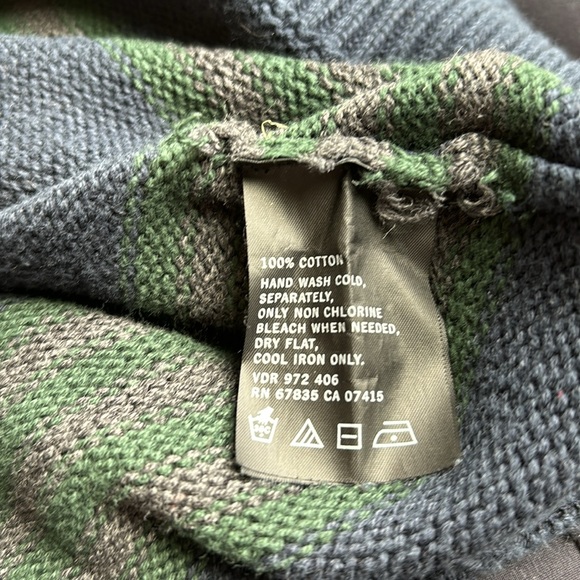 100% COTTON
HAND WASH COLD,
SEPARATELY,
ONLY NON CHLORINE
BLEACH WHEN NEEDED,
DRY FLAT,
COOL IRON ONLY.
VDR 972 406
RN 67835 CA 07415